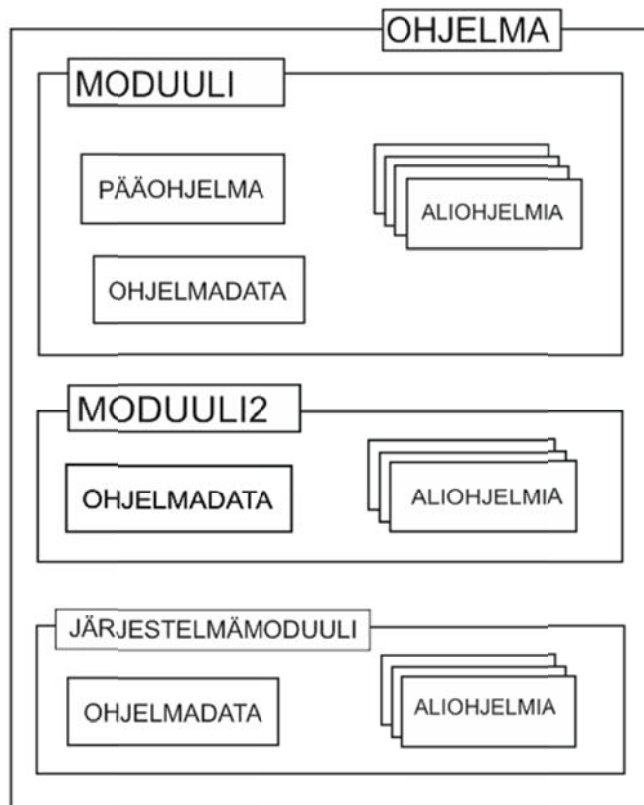 OHJELMA
MODUULI
PÄÄOHJELMA
ALIOHJELMIA
OHJELMADATA
MODUULI2
OHJELMADATA
ALIOHJELMIA
JÄRJESTELMÄMODUULI
OHJELMADATA
ALIOHJELMIA